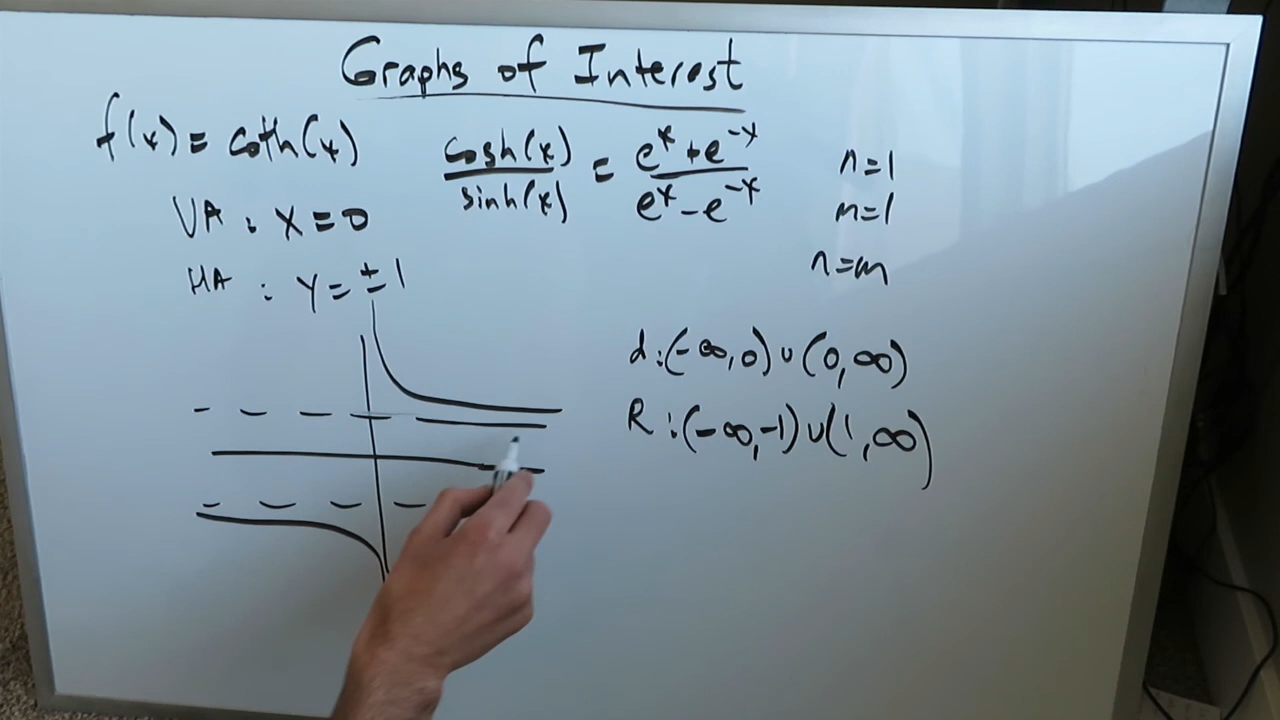 Graphs of Interest
f(x) = coth(x)
cosh(x) / sinh(x) = e^x + e^-x / e^x - e^-x
n=1
m=1
n=m
VA : x=0
HA : y=±1
d:(-∞,0)∪(0,∞)
R:(-∞,-1)∪(1,∞)